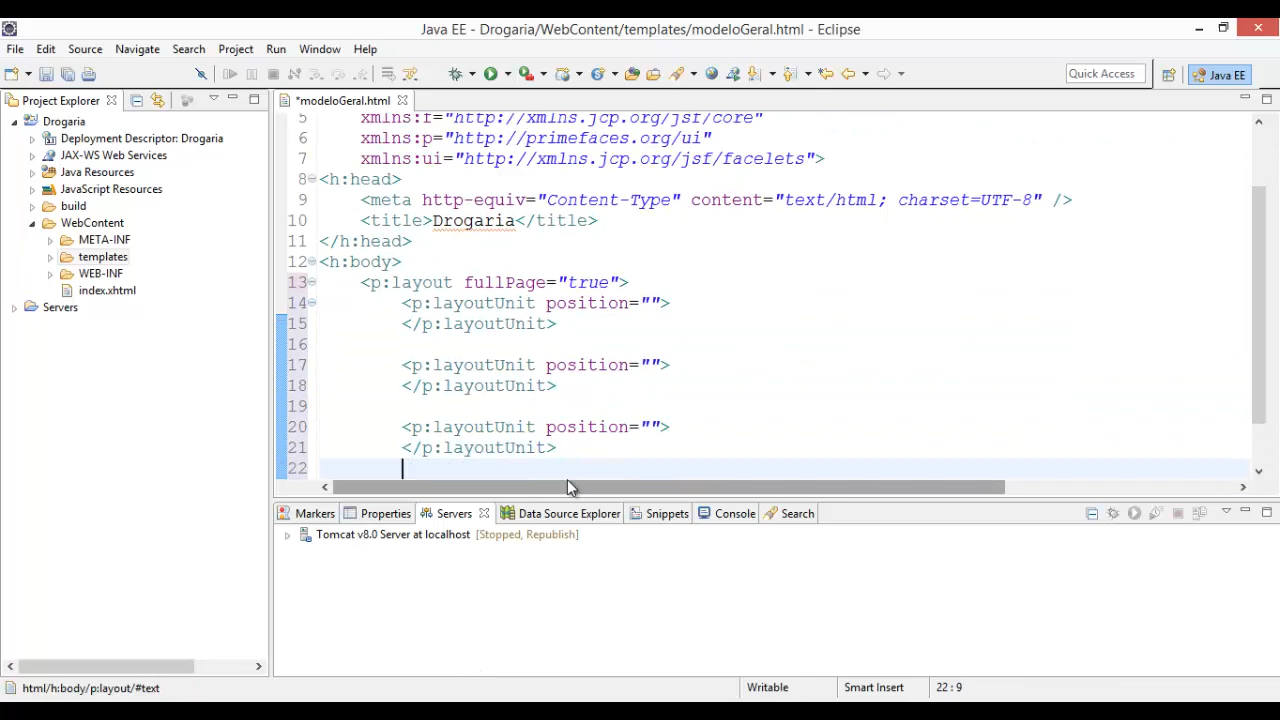 Java EE - Drogaria/WebContent/templates/modeloGeral.html - Eclipse
File Edit Source Navigate Search Project Run Window Help
Quick Access Java EE
Project Explorer
Drogaria
Deployment Descriptor: Drogaria
JAX-WS Web Services
Java Resources
JavaScript Resources
build
WebContent
META-INF
templates
WEB-INF
index.xhtml
Servers
*modeloGeral.html
5 xmlns:f="http://xmlns.jcp.org/jsf/core"
6 xmlns:p="http://primefaces.org/ui"
7 xmlns:ui="http://xmlns.jcp.org/jsf/facelets">
8 <h:head>
9 <meta http-equiv="Content-Type" content="text/html; charset=UTF-8" />
10 <title>Drogaria</title>
11 </h:head>
12 <h:body>
13 <p:layout fullPage="true">
14 <p:layoutUnit position="">
15 </p:layoutUnit>
16
17 <p:layoutUnit position="">
18 </p:layoutUnit>
19
20 <p:layoutUnit position="">
21 </p:layoutUnit>
22
Markers Properties Servers Data Source Explorer Snippets Console Search
Tomcat v8.0 Server at localhost [Stopped, Republish]
html/h:body/p:layout/#text Writable Smart Insert 22 : 9